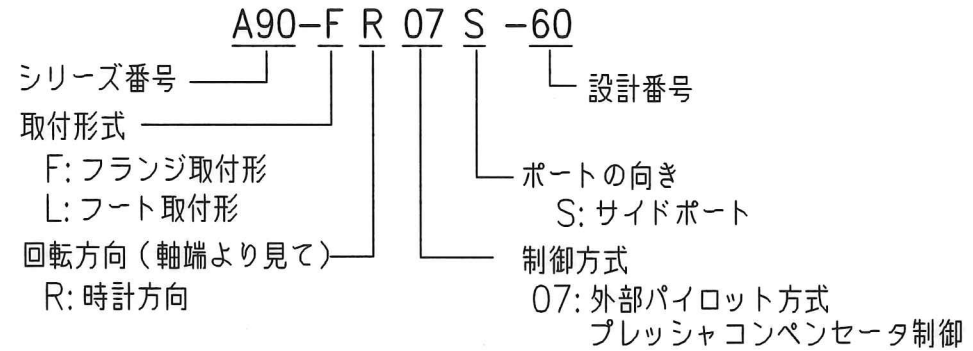 A90-F R 07 S -60
シリーズ番号
設計番号
取付形式
F: フランジ取付形
L: フート取付形
ポートの向き
S: サイドポート
回転方向(軸端より見て)
R: 時計方向
制御方式
07: 外部パイロット方式
プレッシャコンペンセータ制御